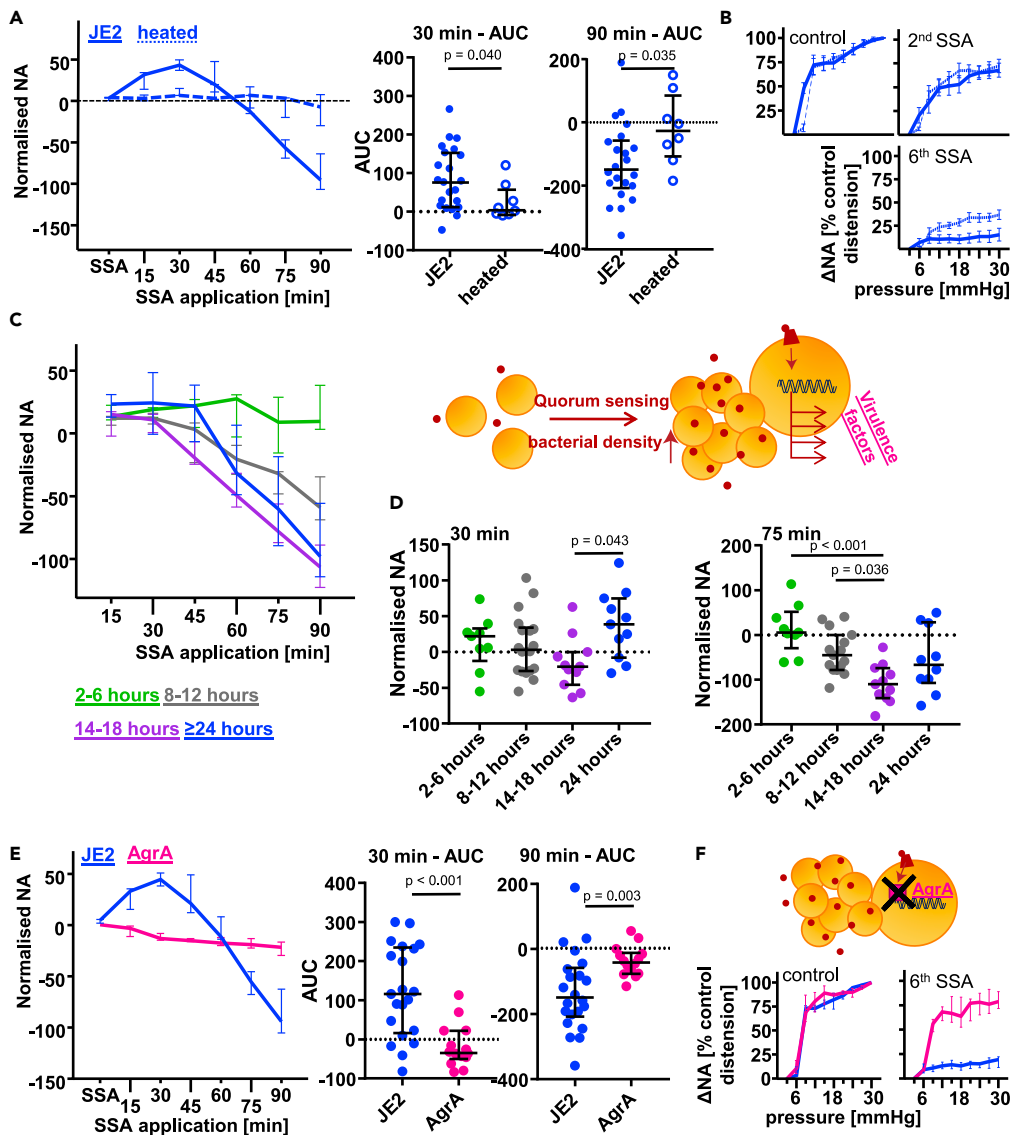 A
JE2 heated
Normalised NA
50
0
-50
-100
-150
SSA 15 30 45 60 75 90
SSA application [min]
30 min - AUC
p = 0.040
AUC
400
300
200
100
0
-100
JE2 heated
90 min - AUC
p = 0.035
200
0
-200
-400
JE2 heated
B
control
100
75
50
25
2nd SSA
100
75
50
25
6th SSA
100
75
50
25
6 18 30
ΔNA [% control
distension]
pressure [mmHg]
C
Normalised NA
50
0
-50
-100
15 30 45 60 75 90
SSA application [min]
2-6 hours 8-12 hours
14-18 hours ≥24 hours
Quorum sensing
bacterial density
Virulence
factors
D
30 min
p = 0.043
Normalised NA
150
100
50
0
-50
-100
2-6 hours 8-12 hours 14-18 hours 24 hours
75 min
p < 0.001
p = 0.036
Normalised NA
200
100
0
-100
-200
2-6 hours 8-12 hours 14-18 hours 24 hours
E
JE2 AgrA
Normalised NA
50
0
-50
-100
-150
SSA 15 30 45 60 75 90
SSA application [min]
30 min - AUC
p < 0.001
AUC
400
300
200
100
0
-100
JE2 AgrA
90 min - AUC
p = 0.003
200
0
-200
-400
JE2 AgrA
F
AgrA
control
100
75
50
25
0
6 18 30
6th SSA
100
75
50
25
6 18 30
ΔNA [% control
distension]
pressure [mmHg]